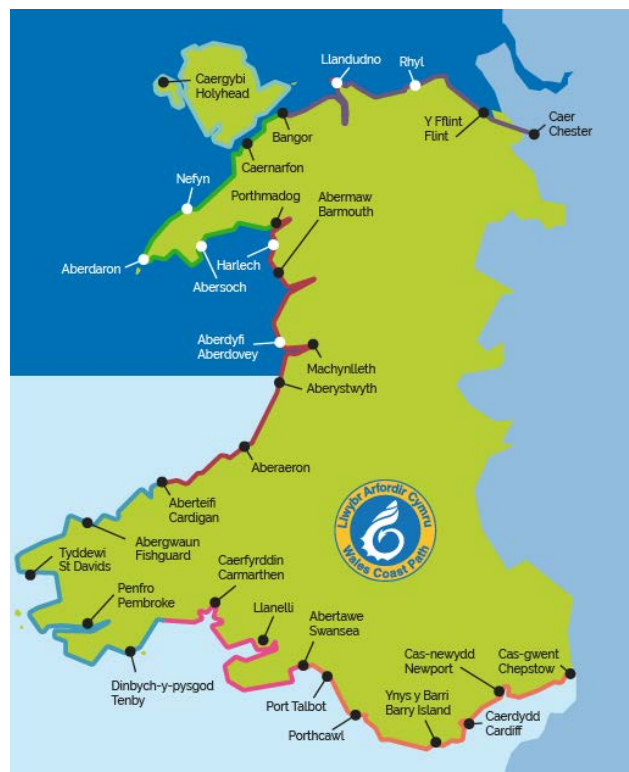 Llandudno
Rhyl
Caergybi
Holyhead
Bangor
Y Fflint
Flint
Caer
Chester
Caernarfon
Nefyn
Porthmadog
Abermaw
Barmouth
Aberdaron
Harlech
Abersoch
Aberdyfi
Aberdovey
Machynlleth
Aberystwyth
Aberaeron
Llwybr Arfordir Cymru
Wales Coast Path
Aberteifi
Cardigan
Abergwaun
Fishguard
Tyddewi
St Davids
Caerfyrddin
Carmarthen
Penfro
Pembroke
Llanelli
Abertawe
Swansea
Dinbych-y-pysgod
Tenby
Port Talbot
Porthcawl
Cas-newydd
Newport
Cas-gwent
Chepstow
Ynys y Barri
Barry Island
Caerdydd
Cardiff